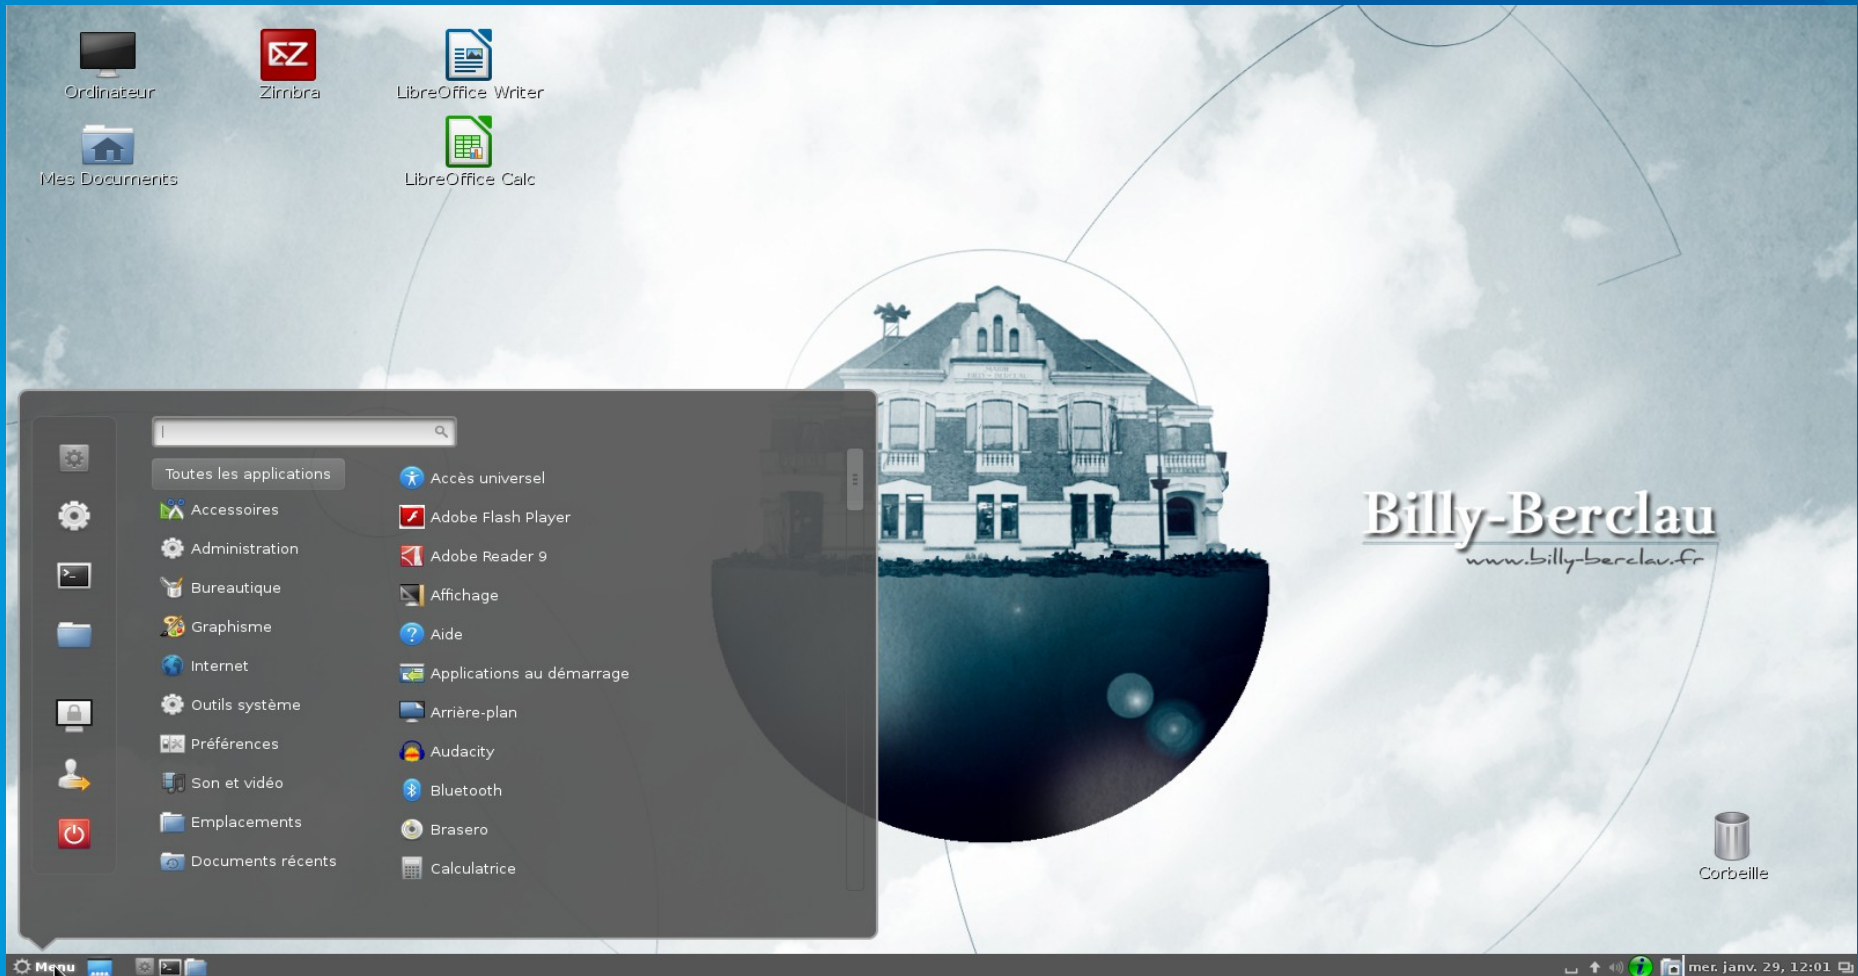 Ordinateur
Zimbra
LibreOffice Writer
Mes Documents
LibreOffice Calc
Toutes les applications
Accessoires
Administration
Bureautique
Graphisme
Internet
Outils système
Préférences
Son et vidéo
Emplacements
Documents récents
Accès universel
Adobe Flash Player
Adobe Reader 9
Affichage
Aide
Applications au démarrage
Arrière-plan
Audacity
Bluetooth
Brasero
Calculatrice
Billy-Berclau
www.billy-berclau.fr
Corbeille
Menu
mer. janv. 29, 12:01